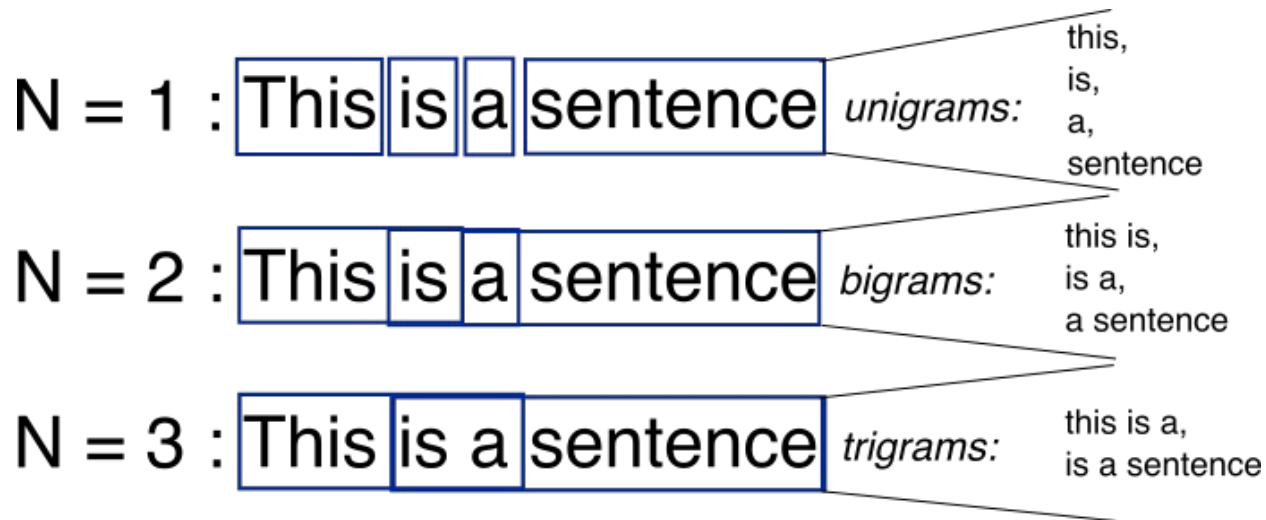 N = 1 : This is a sentence unigrams:
this,
is,
a,
sentence
N = 2 : This is a sentence bigrams:
this is,
is a,
a sentence
N = 3 : This is a sentence trigrams:
this is a,
is a sentence